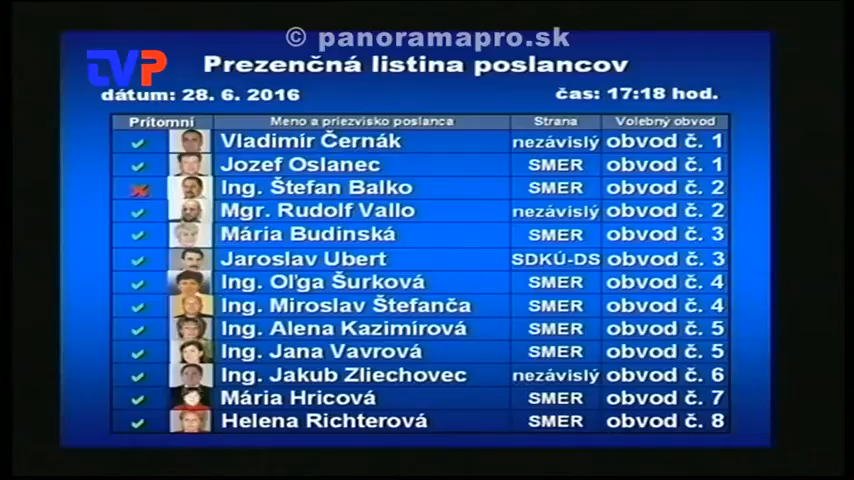 © panoramapro.sk
TVP
Prezenčná listina poslancov
dátum: 28. 6. 2016 čas: 17:18 hod.
Prítomní Meno a priezvisko poslanca Strana Volebný obvod
Vladimír Černák nezávislý obvod č. 1
Jozef Oslanec SMER obvod č. 1
Ing. Štefan Balko SMER obvod č. 2
Mgr. Rudolf Vallo nezávislý obvod č. 2
Mária Budinská SMER obvod č. 3
Jaroslav Ubert SDKÚ-DS obvod č. 3
Ing. Oľga Šurková SMER obvod č. 4
Ing. Miroslav Štefanča SMER obvod č. 4
Ing. Alena Kazimírová SMER obvod č. 5
Ing. Jana Vavrová SMER obvod č. 5
Ing. Jakub Zliechovec nezávislý obvod č. 6
Mária Hricová SMER obvod č. 7
Helena Richterová SMER obvod č. 8